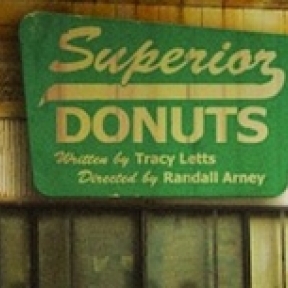 Superior
DONUTS
Written by Tracy Letts
Directed by Randall Arney